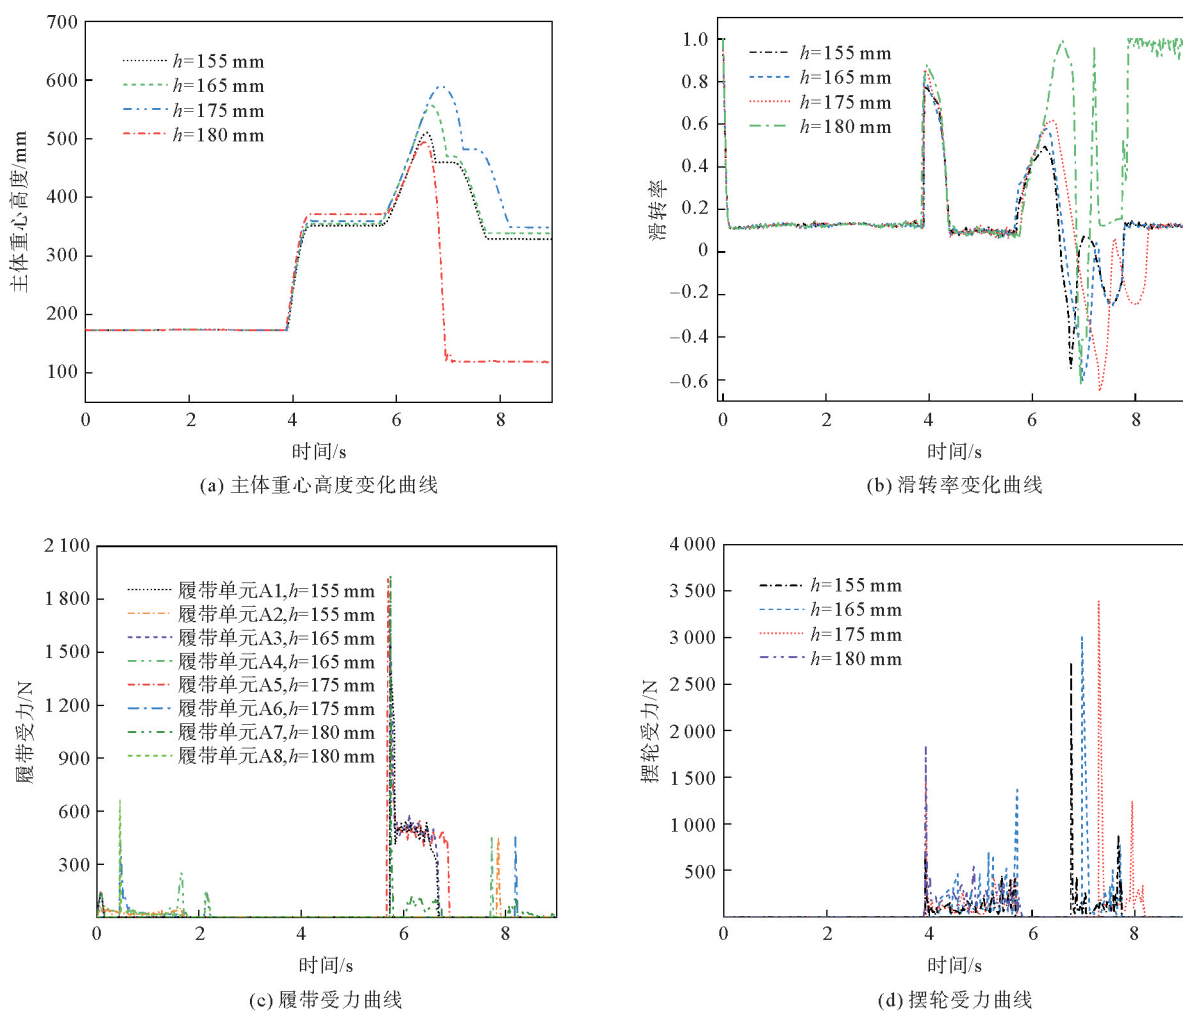 700
600
500
400
300
200
100
0
2
4
6
8
主体重心高度/mm
h=155 mm
h=165 mm
h=175 mm
h=180 mm
时间/s
(a) 主体重心高度变化曲线
1.0
0.8
0.6
0.4
0.2
0
−0.2
−0.4
−0.6
0
2
4
6
8
滑转率
h=155 mm
h=165 mm
h=175 mm
h=180 mm
时间/s
(b) 滑转率变化曲线
2 100
1 800
1 500
1 200
900
600
300
0
2
4
6
8
履带受力/N
履带单元A1,h=155 mm
履带单元A2,h=155 mm
履带单元A3,h=165 mm
履带单元A4,h=165 mm
履带单元A5,h=175 mm
履带单元A6,h=175 mm
履带单元A7,h=180 mm
履带单元A8,h=180 mm
时间/s
(c) 履带受力曲线
4 000
3 500
3 000
2 500
2 000
1 500
1 000
500
0
2
4
6
8
摆轮受力/N
h=155 mm
h=165 mm
h=175 mm
h=180 mm
时间/s
(d) 摆轮受力曲线